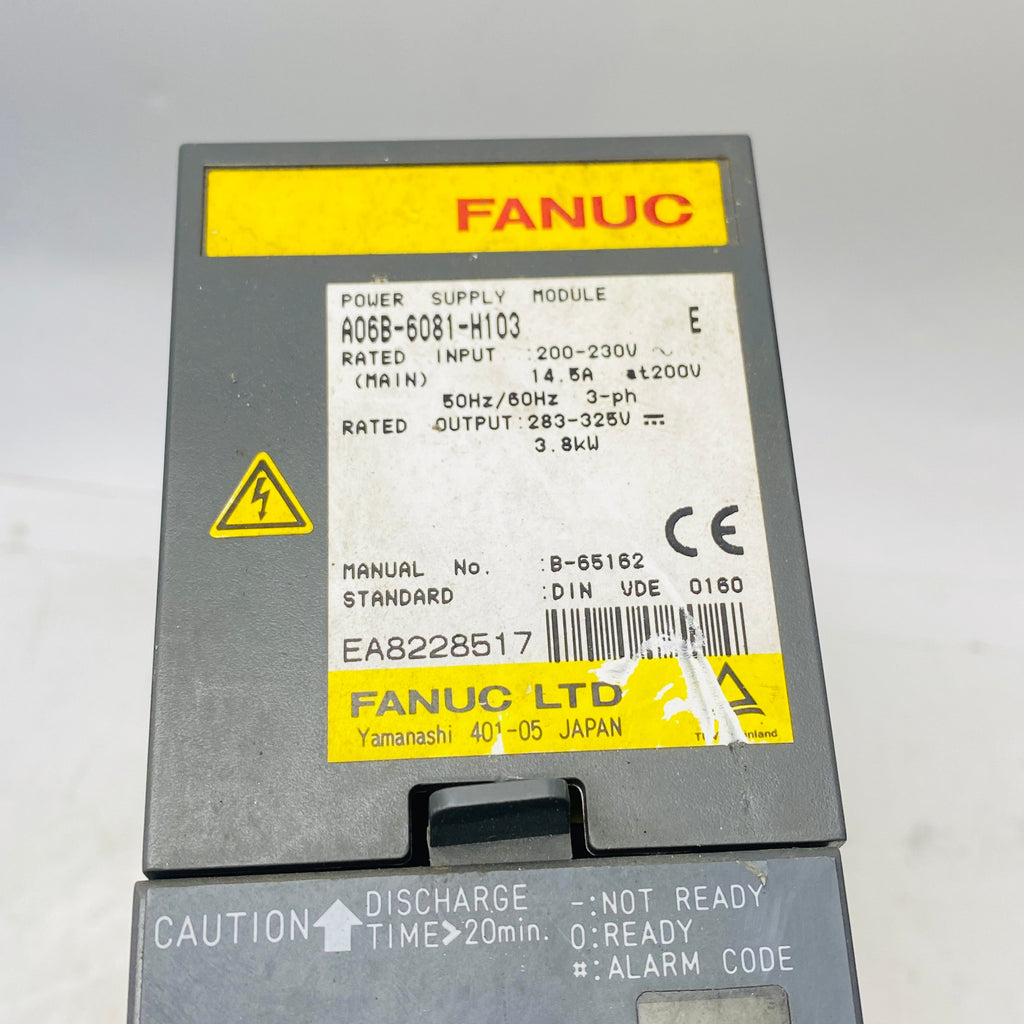 FANUC
POWER SUPPLY MODULE
A06B-6081-H103 E
RATED INPUT :200-230V ~
(MAIN) 14.5A at200V
50Hz/60Hz 3-ph
RATED OUTPUT:283-325V ⎓
3.8kW
CE
MANUAL No. :B-65162
STANDARD :DIN VDE 0160
EA8228517
FANUC LTD
Yamanashi 401-05 JAPAN
CAUTION
DISCHARGE
TIME>20min.
-:NOT READY
0:READY
#:ALARM CODE